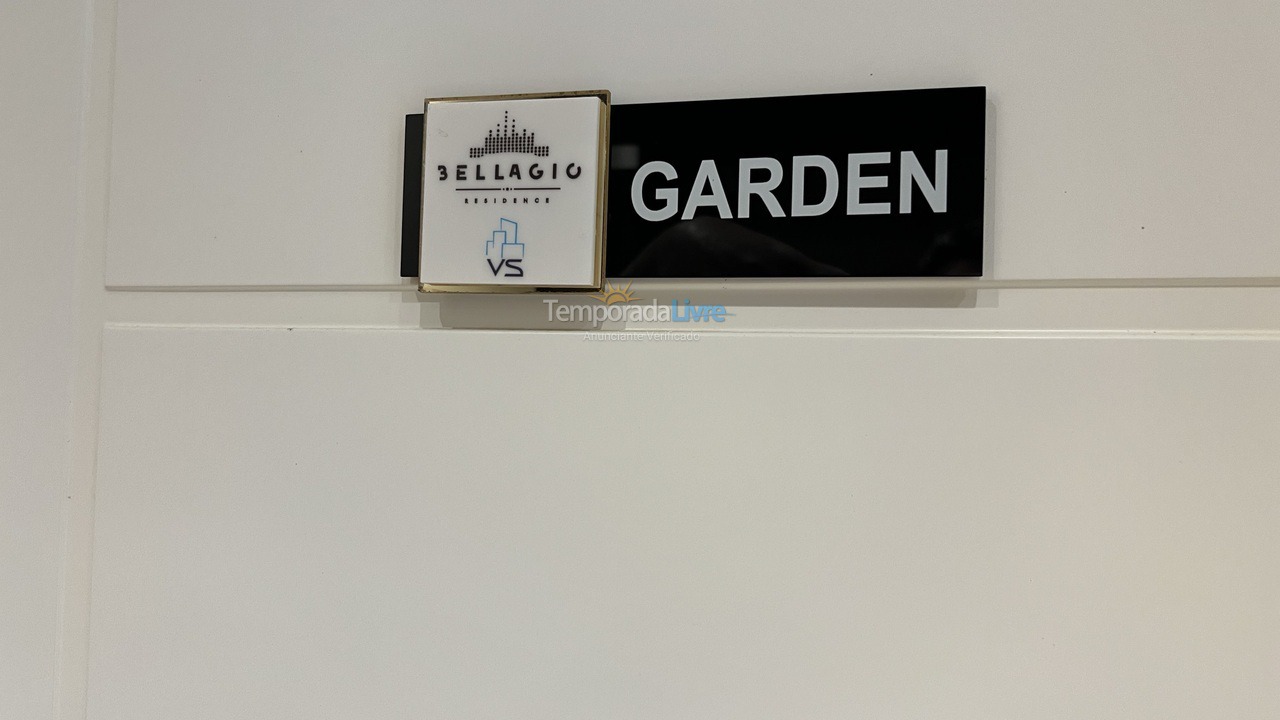 BELLAGIO
RESIDENCE
VS
GARDEN
TemporadaLivre
Anunciante Verificado